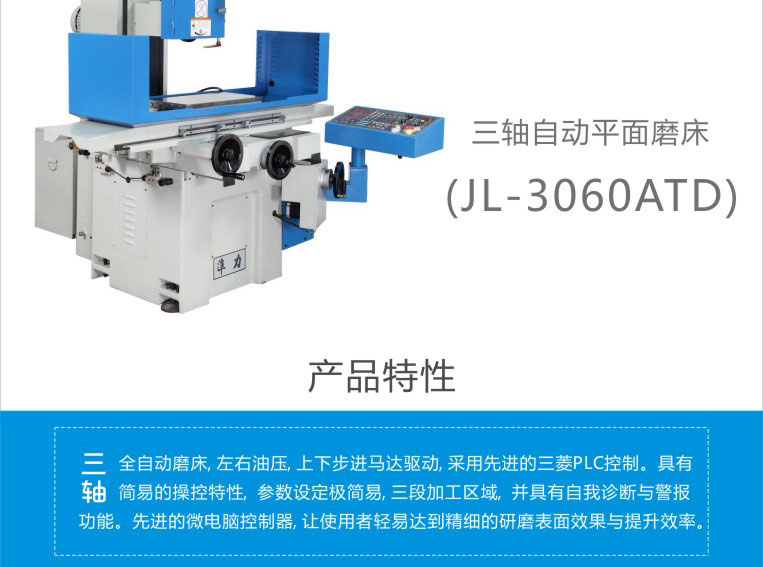 三轴自动平面磨床
(JL-3060ATD)
準力
产品特性
三轴
全自动磨床, 左右油压, 上下步进马达驱动, 采用先进的三菱PLC控制。具有
简易的操控特性, 参数设定极简易, 三段加工区域, 并具有自我诊断与警报
功能。先进的微电脑控制器, 让使用者轻易达到精细的研磨表面效果与提升效率。